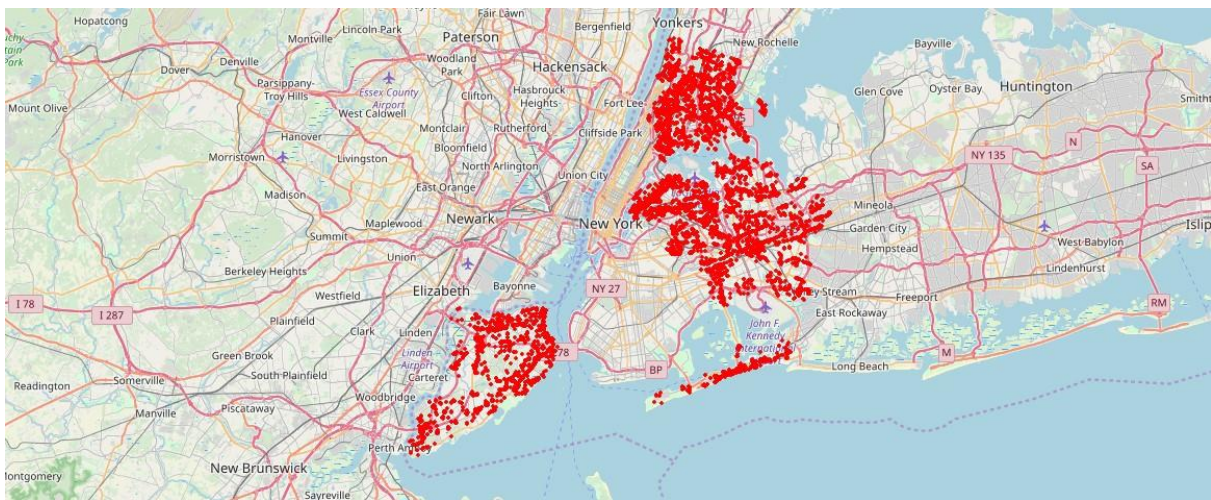 Hopatcong
Montville
Lincoln Park
Fair Lawn
Paterson
Bergenfield
Yonkers
New Rochelle
Bayville
Denville
Dover
Parsippany-
Troy Hills
Woodland
Park
Hackensack
Glen Cove
Oyster Bay
Huntington
Smitht
Mount Olive
Essex County
Airport
West Caldwell
Clifton
Hasbrouck
Heights
Fort Lee
Hanover
Montclair
Rutherford
Cliffside Park
Bloomfield
Morristown
Livingston
North Arlington
Union City
NY 135
N
SA
Madison
East Orange
Mineola
Maplewood
Newark
New York
Garden City
Summit
Hempstead
West Babylon
Islip
Union
Berkeley Heights
Lindenhurst
Elizabeth
Bayonne
NY 27
ey Stream
Freeport
I 78
I 287
Westfield
East Rockaway
RM
Plainfield
Clark
Linden
John F.
Kennedy
Green Brook
Linden
Airport
278
M
Carteret
BP
Long Beach
South Plainfield
Readington
Somerville
Woodbridge
Piscataway
Manville
Perth Amboy
New Brunswick
Montgomery
Sayreville